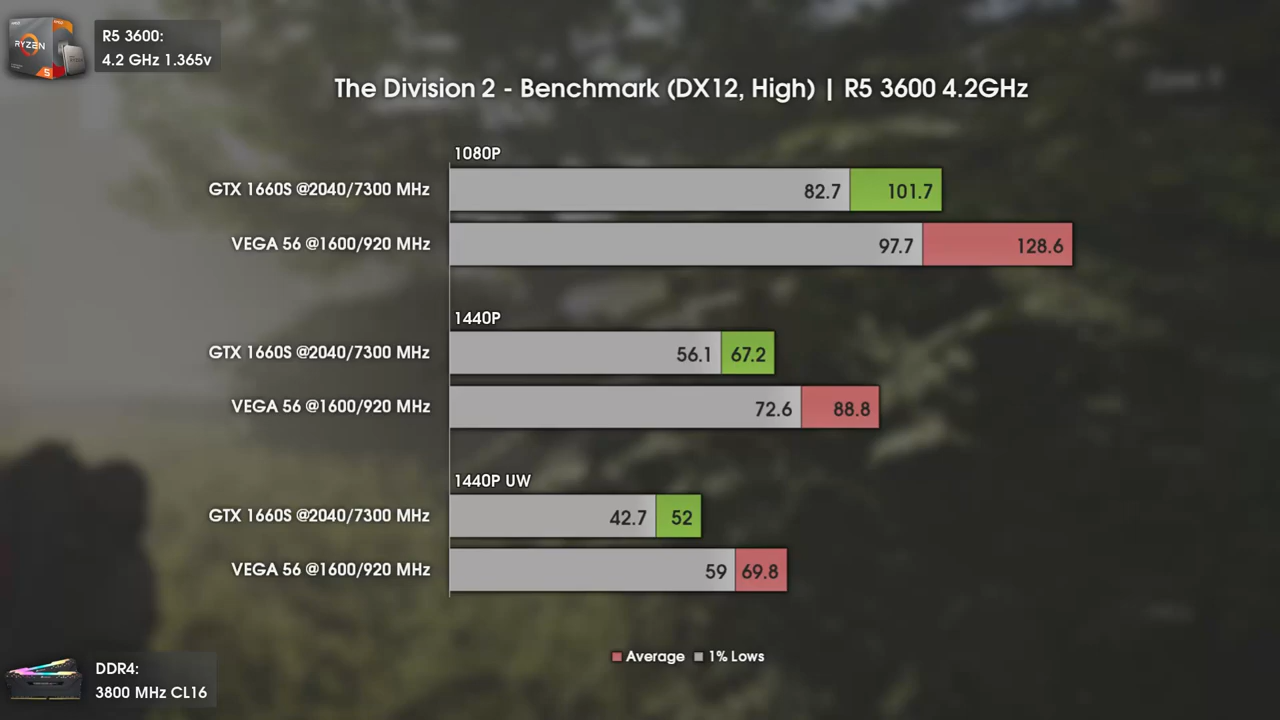 RYZEN
5
R5 3600:
4.2 GHz 1.365v
The Division 2 - Benchmark (DX12, High) | R5 3600 4.2GHz
1080P
GTX 1660S @2040/7300 MHz
82.7
101.7
VEGA 56 @1600/920 MHz
97.7
128.6
1440P
GTX 1660S @2040/7300 MHz
56.1
67.2
VEGA 56 @1600/920 MHz
72.6
88.8
1440P UW
GTX 1660S @2040/7300 MHz
42.7
52
VEGA 56 @1600/920 MHz
59
69.8
Average
1% Lows
DDR4:
3800 MHz CL16